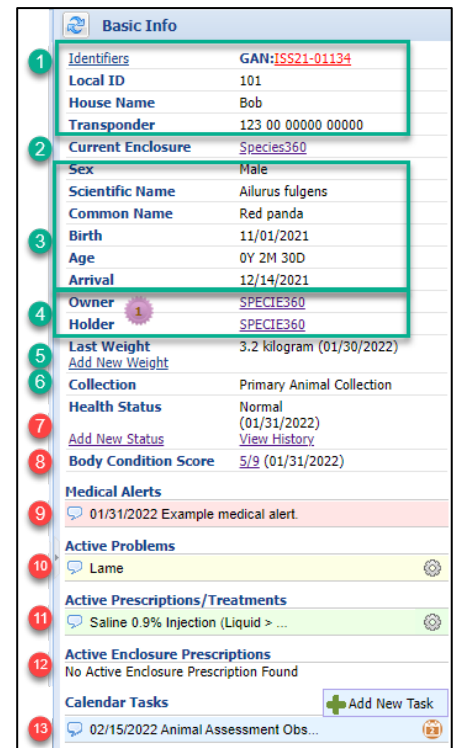 Basic Info
1 Identifiers GAN:ISS21-01134
Local ID 101
House Name Bob
Transponder 123 00 00000 00000
2 Current Enclosure Species360
Sex Male
Scientific Name Ailurus fulgens
Common Name Red panda
3 Birth 11/01/2021
Age 0Y 2M 30D
Arrival 12/14/2021
4 Owner 1 SPECIE360
Holder SPECIE360
5 Last Weight 3.2 kilogram (01/30/2022)
Add New Weight
6 Collection Primary Animal Collection
7 Health Status Normal
(01/31/2022)
Add New Status View History
8 Body Condition Score 5/9 (01/31/2022)
Medical Alerts
9 01/31/2022 Example medical alert.
Active Problems
10 Lame
Active Prescriptions/Treatments
11 Saline 0.9% Injection (Liquid > ...
12 Active Enclosure Prescriptions
No Active Enclosure Prescription Found
Calendar Tasks Add New Task
13 02/15/2022 Animal Assessment Obs... 2